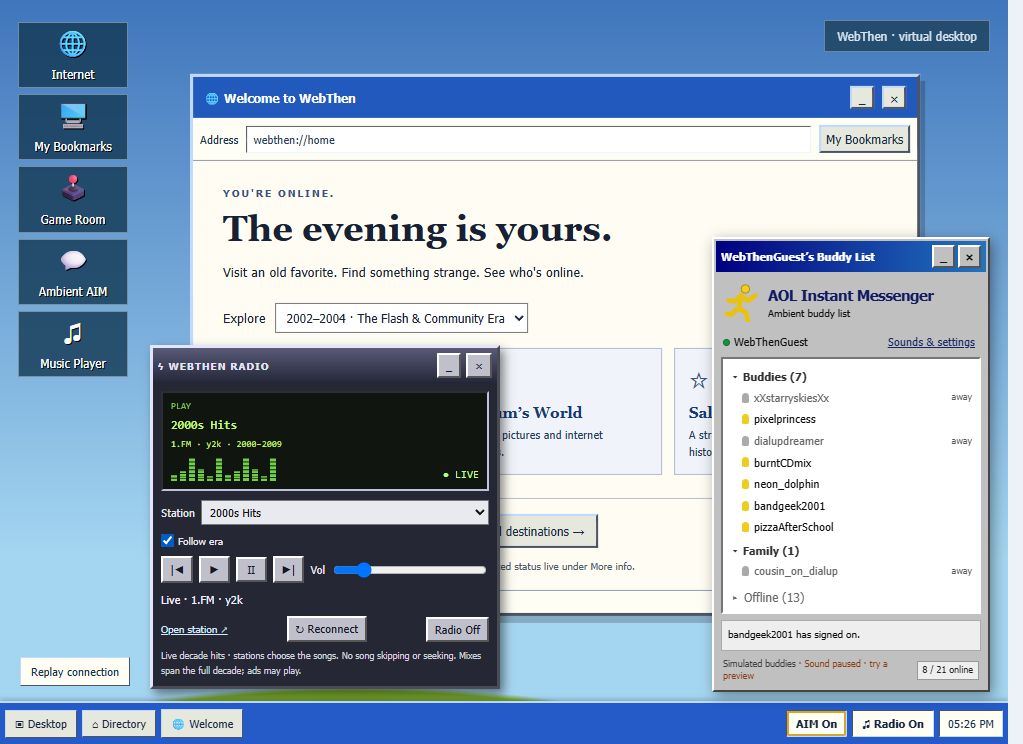 WebThen · virtual desktop
Internet
My Bookmarks
Game Room
Ambient AIM
Music Player
Welcome to WebThen
Address
webthen://home
My Bookmarks
YOU'RE ONLINE.
The evening is yours.
Visit an old favorite. Find something strange. See who's online.
Explore
2002–2004 · The Flash & Community Era
World
pictures and internet
A
destinations →
status live under More info.
WEBTHEN RADIO
PLAY
2000s Hits
1.FM · y2k · 2000–2009
● LIVE
Station
2000s Hits
Follow era
Vol
Live · 1.FM · y2k
Open station ↗
↻ Reconnect
Radio Off
Live decade hits · stations choose the songs. No song skipping or seeking. Mixes
span the full decade; ads may play.
WebThenGuest's Buddy List
AOL Instant Messenger
Ambient buddy list
WebThenGuest
Sounds & settings
Buddies (7)
xXstarryskiesXx away
pixelprincess
dialupdreamer away
burntCDmix
neon_dolphin
bandgeek2001
pizzaAfterSchool
Family (1)
cousin_on_dialup away
Offline (13)
bandgeek2001 has signed on.
Simulated buddies · Sound paused · try a
preview
8 / 21 online
Replay connection
Desktop
Directory
Welcome
AIM On
♫ Radio On
05:26 PM